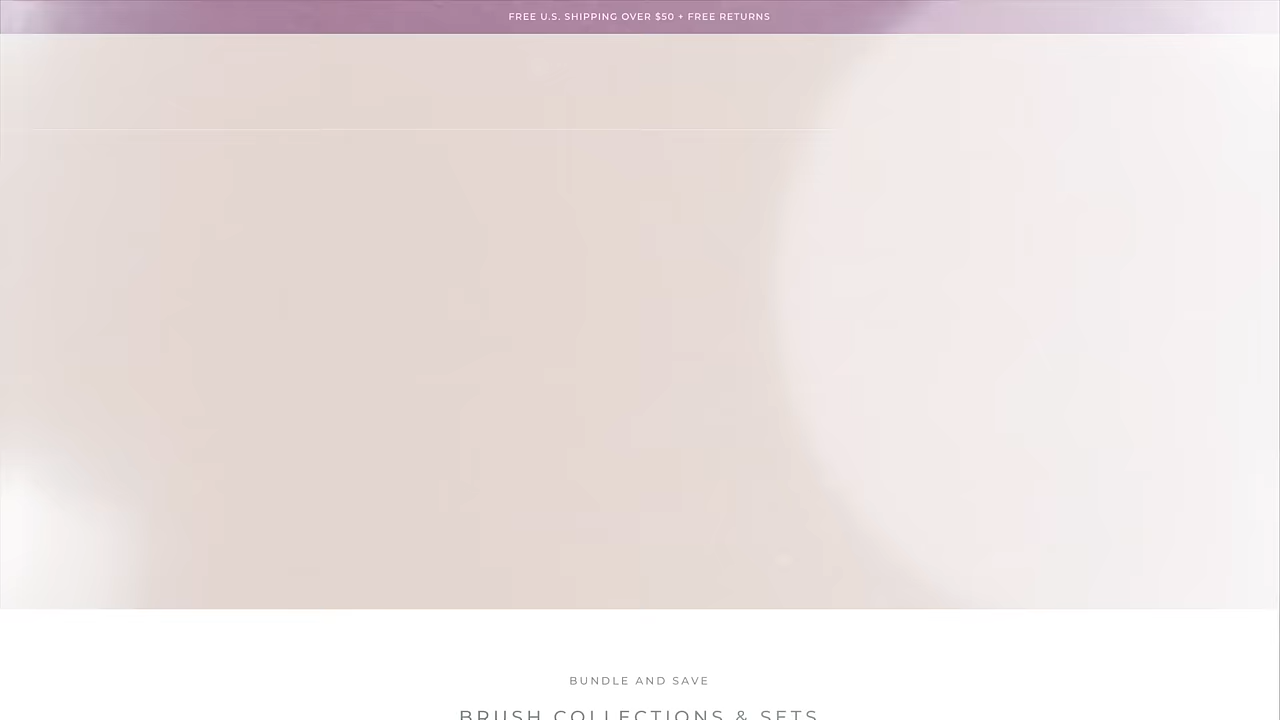 FREE U.S. SHIPPING OVER $50 + FREE RETURNS
BUNDLE AND SAVE
BRUSH COLLECTIONS & SETS